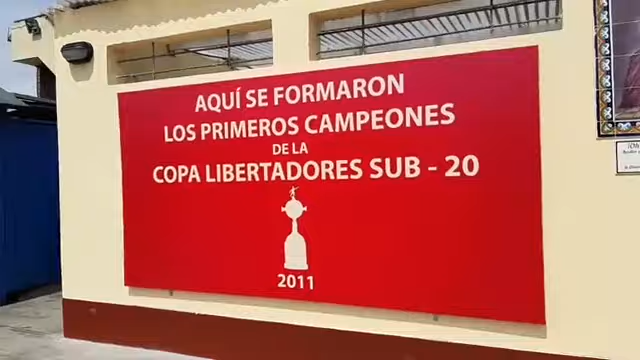 AQUÍ SE FORMARON
LOS PRIMEROS CAMPEONES
DE LA
COPA LIBERTADORES SUB - 20
2011